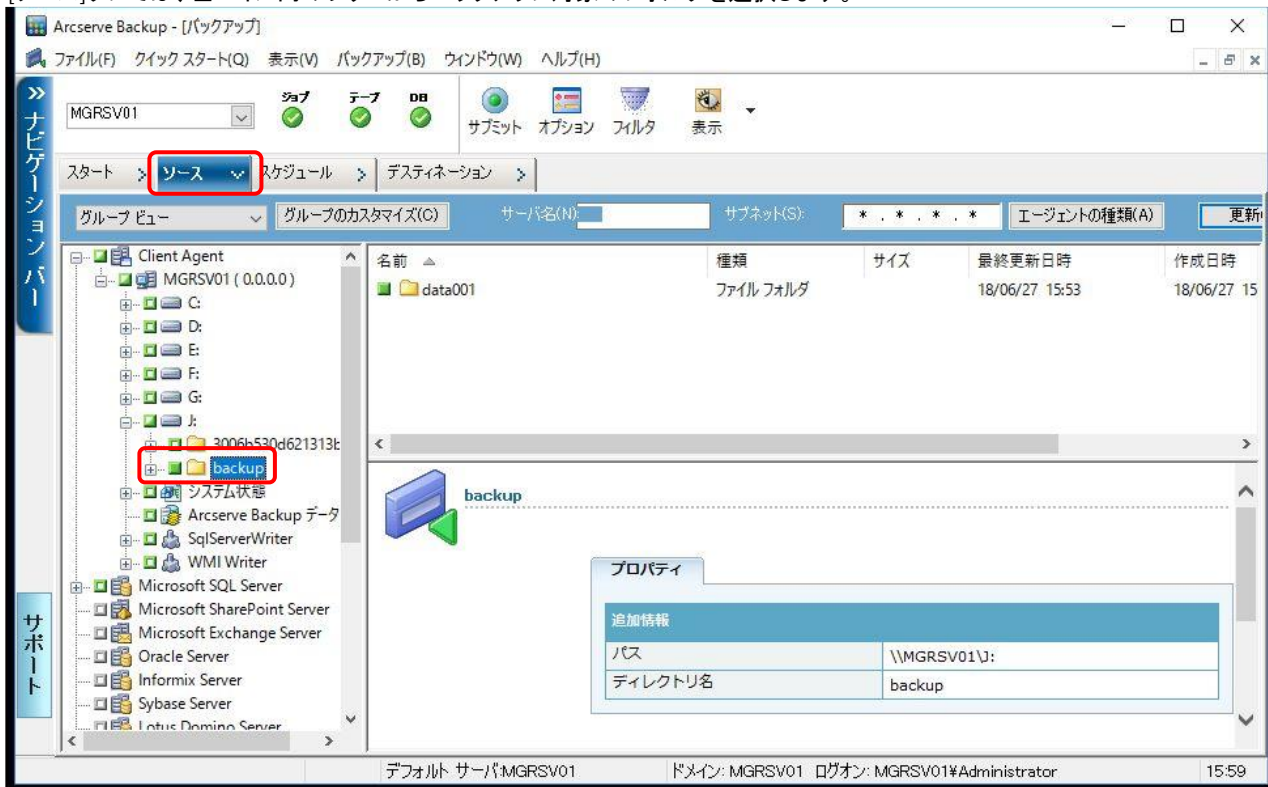 Arcserve Backup - [バックアップ]
ファイル(F) クイック スタート(Q) 表示(V) バックアップ(B) ウィンドウ(W) ヘルプ(H)
ナビゲーション バー
MGRSV01
ジョブ テープ DB
サブミット オプション フィルタ 表示
スタート ソース スケジュール デスティネーション
グループ ビュー グループのカスタマイズ(C) サーバ名(N): サブネット(S): * . * . * . * エージェントの種類(A) 更新
Client Agent
MGRSV01 ( 0.0.0.0 )
C:
D:
E:
F:
G:
J:
3006b530d621313b
backup
システム状態
Arcserve Backup データ
SqlServerWriter
WMI Writer
Microsoft SQL Server
Microsoft SharePoint Server
Microsoft Exchange Server
Oracle Server
Informix Server
Sybase Server
Lotus Domino Server
名前 種類 サイズ 最終更新日時 作成日時
data001 ファイル フォルダ 18/06/27 15:53 18/06/27 15
backup
プロパティ
追加情報
パス \\MGRSV01\J:
ディレクトリ名 backup
サポート
デフォルト サーバ:MGRSV01 ドメイン: MGRSV01 ログオン: MGRSV01¥Administrator 15:59